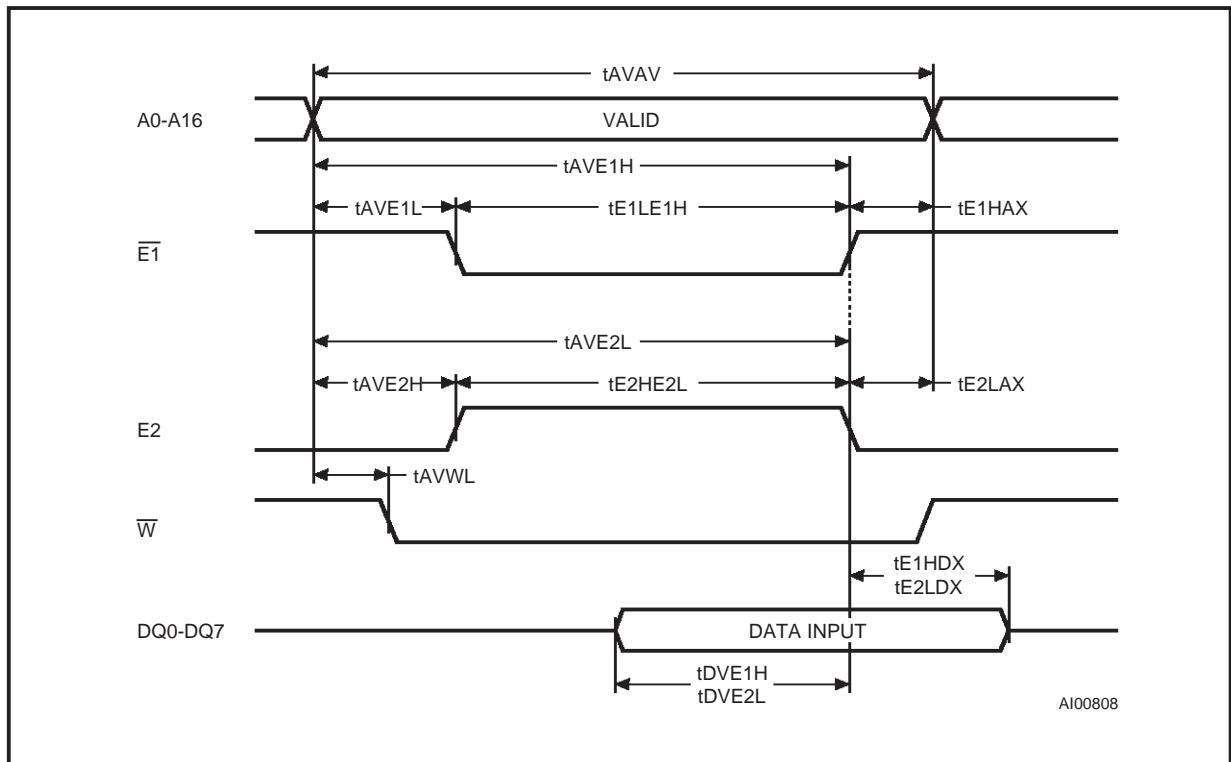 tAVAV
A0-A16
VALID
tAVE1H
tAVE1L
tE1LE1H
tE1HAX
E1
tAVE2L
tAVE2H
tE2HE2L
tE2LAX
E2
tAVWL
W
tE1HDX
tE2LDX
DQ0-DQ7
DATA INPUT
tDVE1H
tDVE2L
AI00808